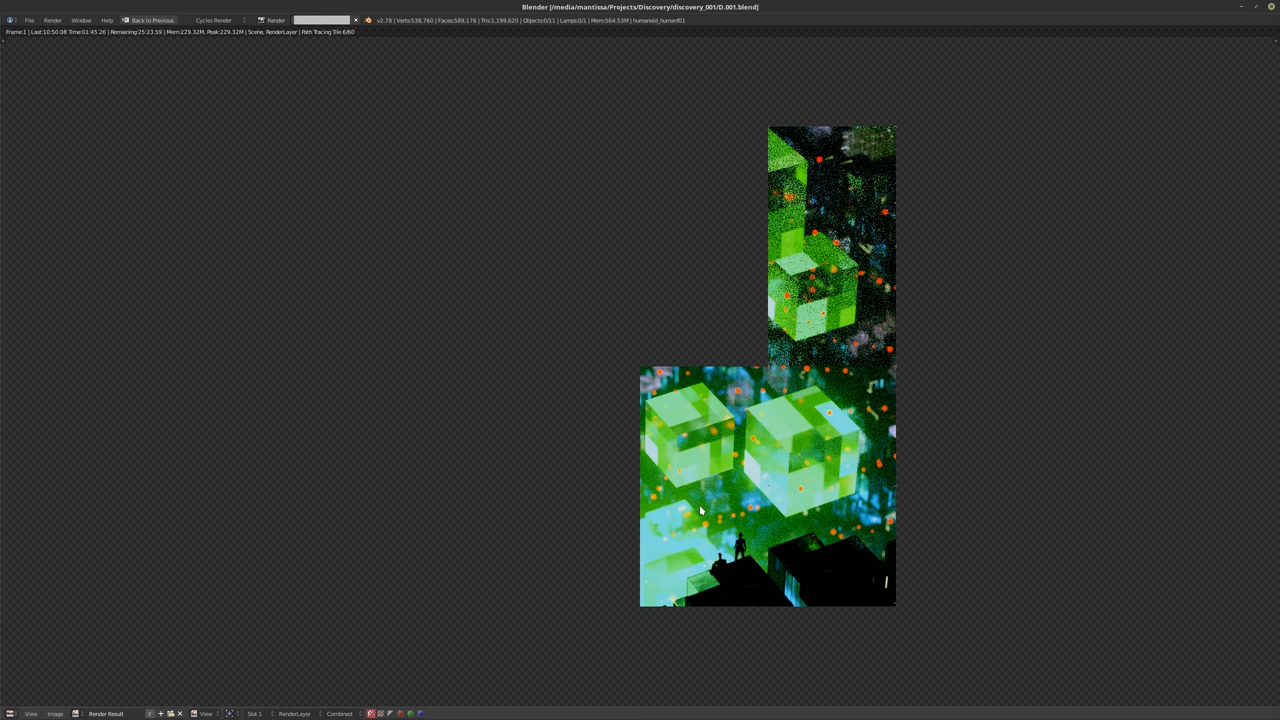 Blender [/media/mantissa/Projects/Discovery/discovery_001/D.001.blend]
File Render Window Help Back to Previous Cycles Render Render v2.78 | Verts:538,760 | Faces:589,176 | Tris:1,199,620 | Objects:0/11 | Lamps:0/1 | Mem:564.53M | humanoid_humanif01
Frame:1 | Last:10:50.08 Time:01:45.26 | Remaining:25:23.59 | Mem:229.32M, Peak:229.32M | Scene, RenderLayer | Path Tracing Tile 6/60
View Image Render Result F View Slot 1 RenderLayer Combined